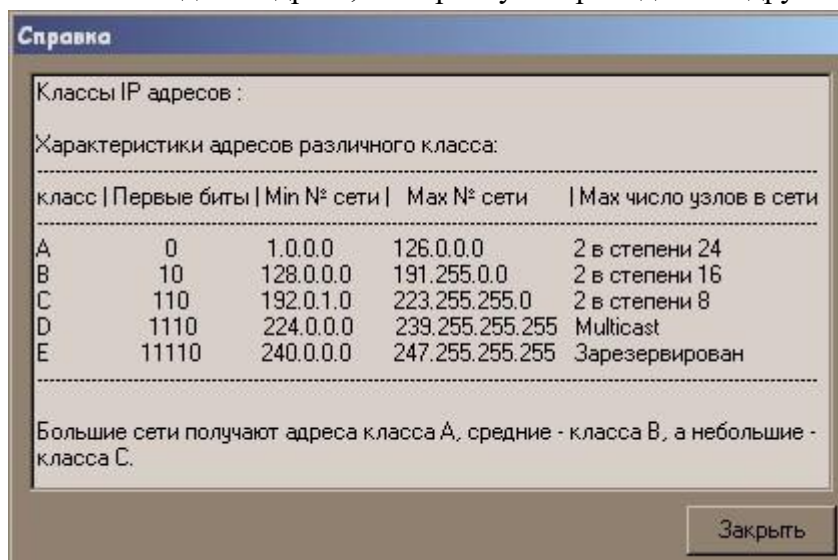 Справка
Классы IP адресов :
Характеристики адресов различного класса:
класс | Первые биты | Min № сети | Max № сети | Max число узлов в сети
A 0 1.0.0.0 126.0.0.0 2 в степени 24
B 10 128.0.0.0 191.255.0.0 2 в степени 16
C 110 192.0.1.0 223.255.255.0 2 в степени 8
D 1110 224.0.0.0 239.255.255.255 Multicast
E 11110 240.0.0.0 247.255.255.255 Зарезервирован
Большие сети получают адреса класса A, средние - класса B, а небольшие -
класса C.
Закрыть